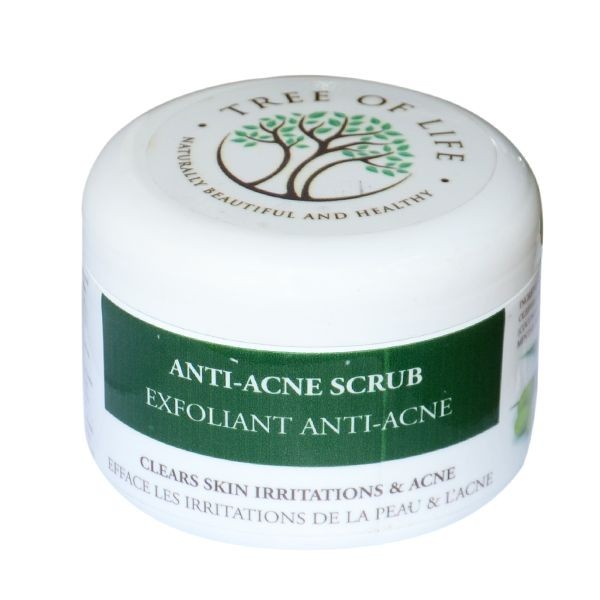 TREE OF LIFE
NATURALLY BEAUTIFUL AND HEALTHY
ANTI-ACNE SCRUB
EXFOLIANT ANTI-ACNE
CLEARS SKIN IRRITATIONS & ACNE
EFFACE LES IRRITATIONS DE LA PEAU & L'ACNE